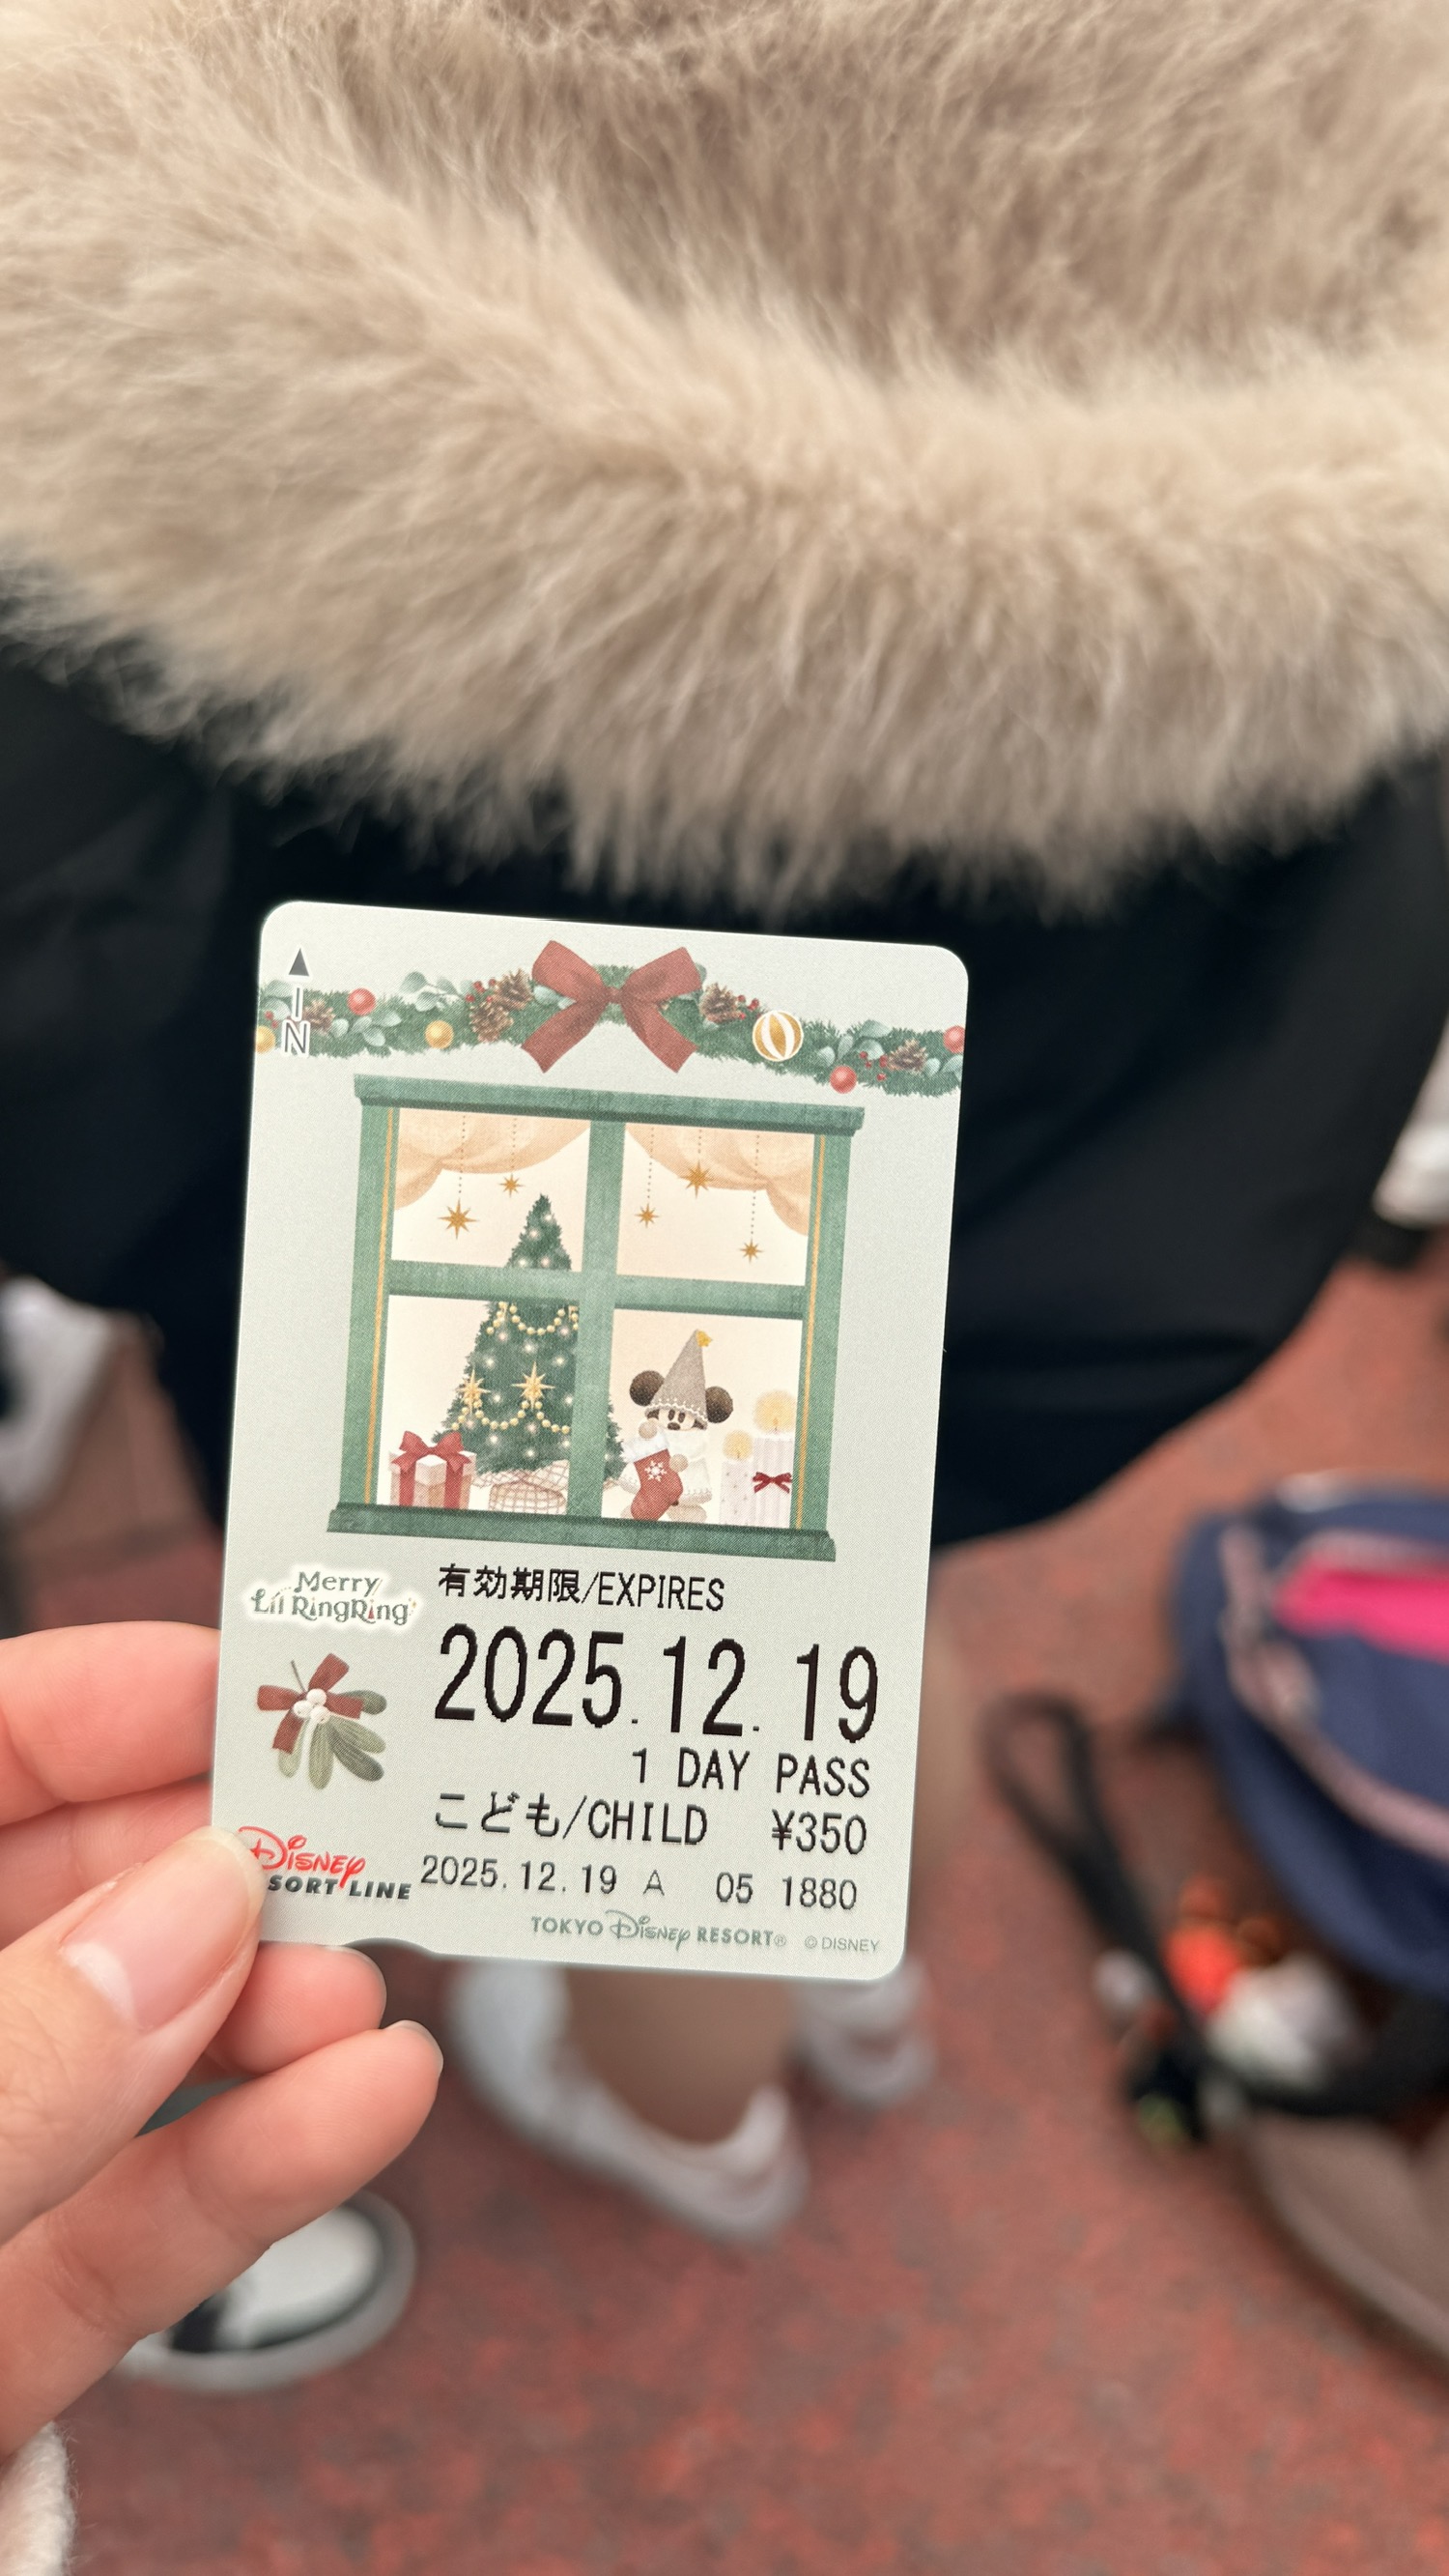 IN
Merry
Lil RingRing
有効期限/EXPIRES
2025.12.19
1 DAY PASS
こども/CHILD ¥350
2025.12.19 A 05 1880
Disney
SORT LINE
TOKYO Disney RESORT® © DISNEY